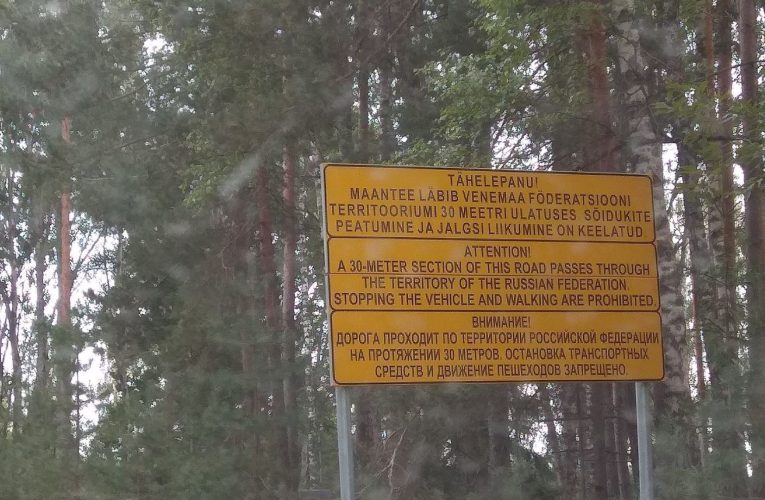 TÄHELEPANU!
MAANTEE LÄBIB VENEMAA FÖDERATSIOONI
TERRITOORIUMI 30 MEETRI ULATUSES SÕIDUKITE
PEATUMINE JA JALGSI LIIKUMINE ON KEELATUD
ATTENTION!
A 30-METER SECTION OF THIS ROAD PASSES THROUGH
THE TERRITORY OF THE RUSSIAN FEDERATION.
STOPPING THE VEHICLE AND WALKING ARE PROHIBITED.
ВНИМАНИЕ!
ДОРОГА ПРОХОДИТ ПО ТЕРРИТОРИИ РОССИЙСКОЙ ФЕДЕРАЦИИ
НА ПРОТЯЖЕНИИ 30 МЕТРОВ. ОСТАНОВКА ТРАНСПОРТНЫХ
СРЕДСТВ И ДВИЖЕНИЕ ПЕШЕХОДОВ ЗАПРЕЩЕНО.